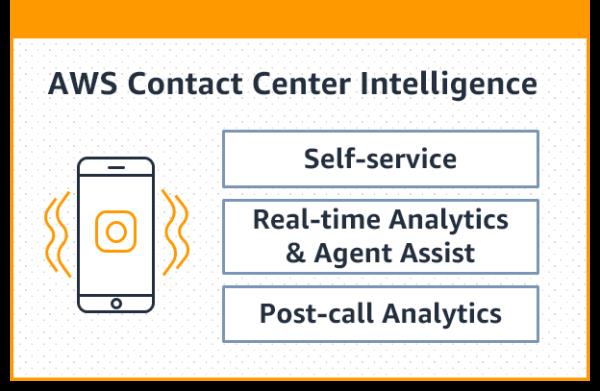 AWS Contact Center Intelligence
Self-service
Real-time Analytics
& Agent Assist
Post-call Analytics